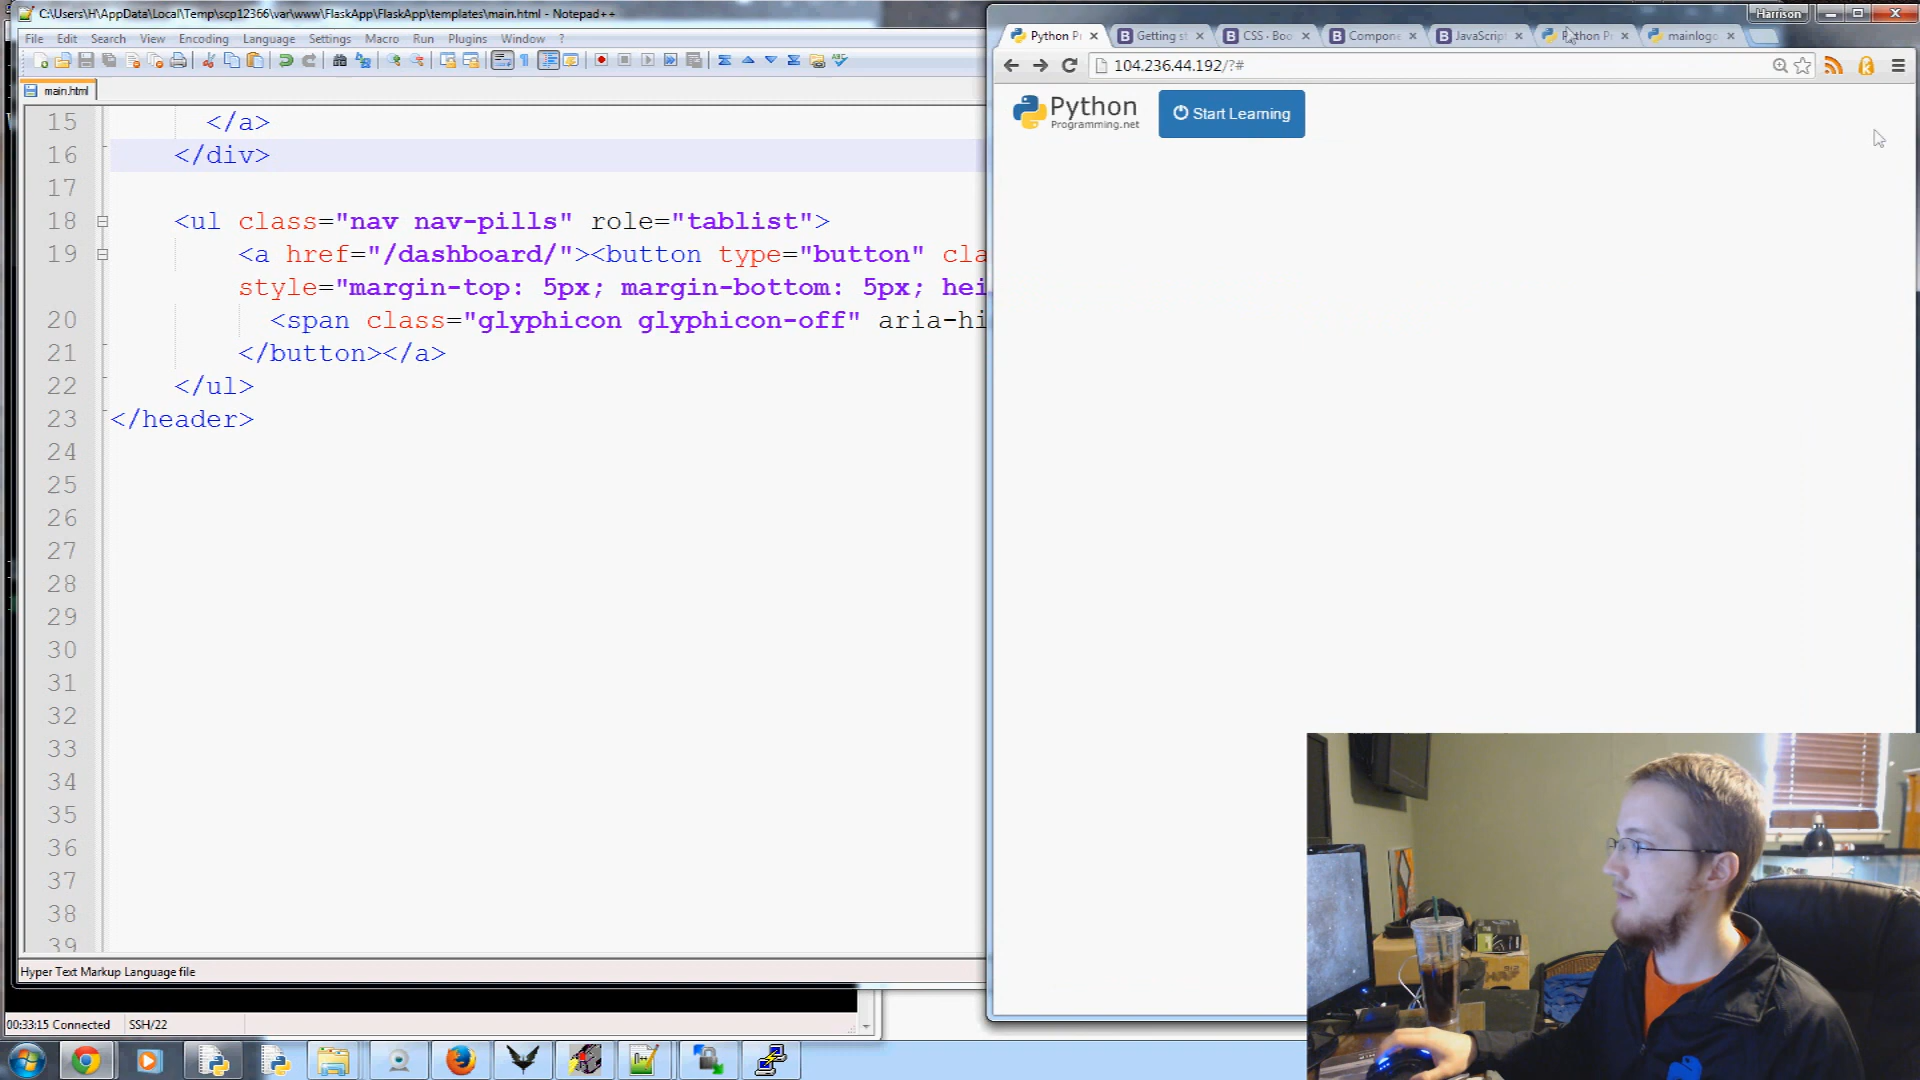 C:\Users\H\AppData\Local\Temp\scp12366\var\www\FlaskApp\FlaskApp\templates\main.html - Notepad++
File Edit Search View Encoding Language Settings Macro Run Plugins Window ?
main.html
15 </a>
16 </div>
17
18 <ul class="nav nav-pills" role="tablist">
19 <a href="/dashboard/"><button type="button" cla
style="margin-top: 5px; margin-bottom: 5px; hei
20 <span class="glyphicon glyphicon-off" aria-hi
21 </button></a>
22 </ul>
23 </header>
24
25
26
27
28
29
30
31
32
33
34
35
36
37
38
39
Hyper Text Markup Language file
00:33:15 Connected SSH/22
Harrison
Python P
Getting st
CSS · Boo
Compone
JavaScript
Python P
mainlogo
104.236.44.192/?#
Python
Programming.net
Start Learning